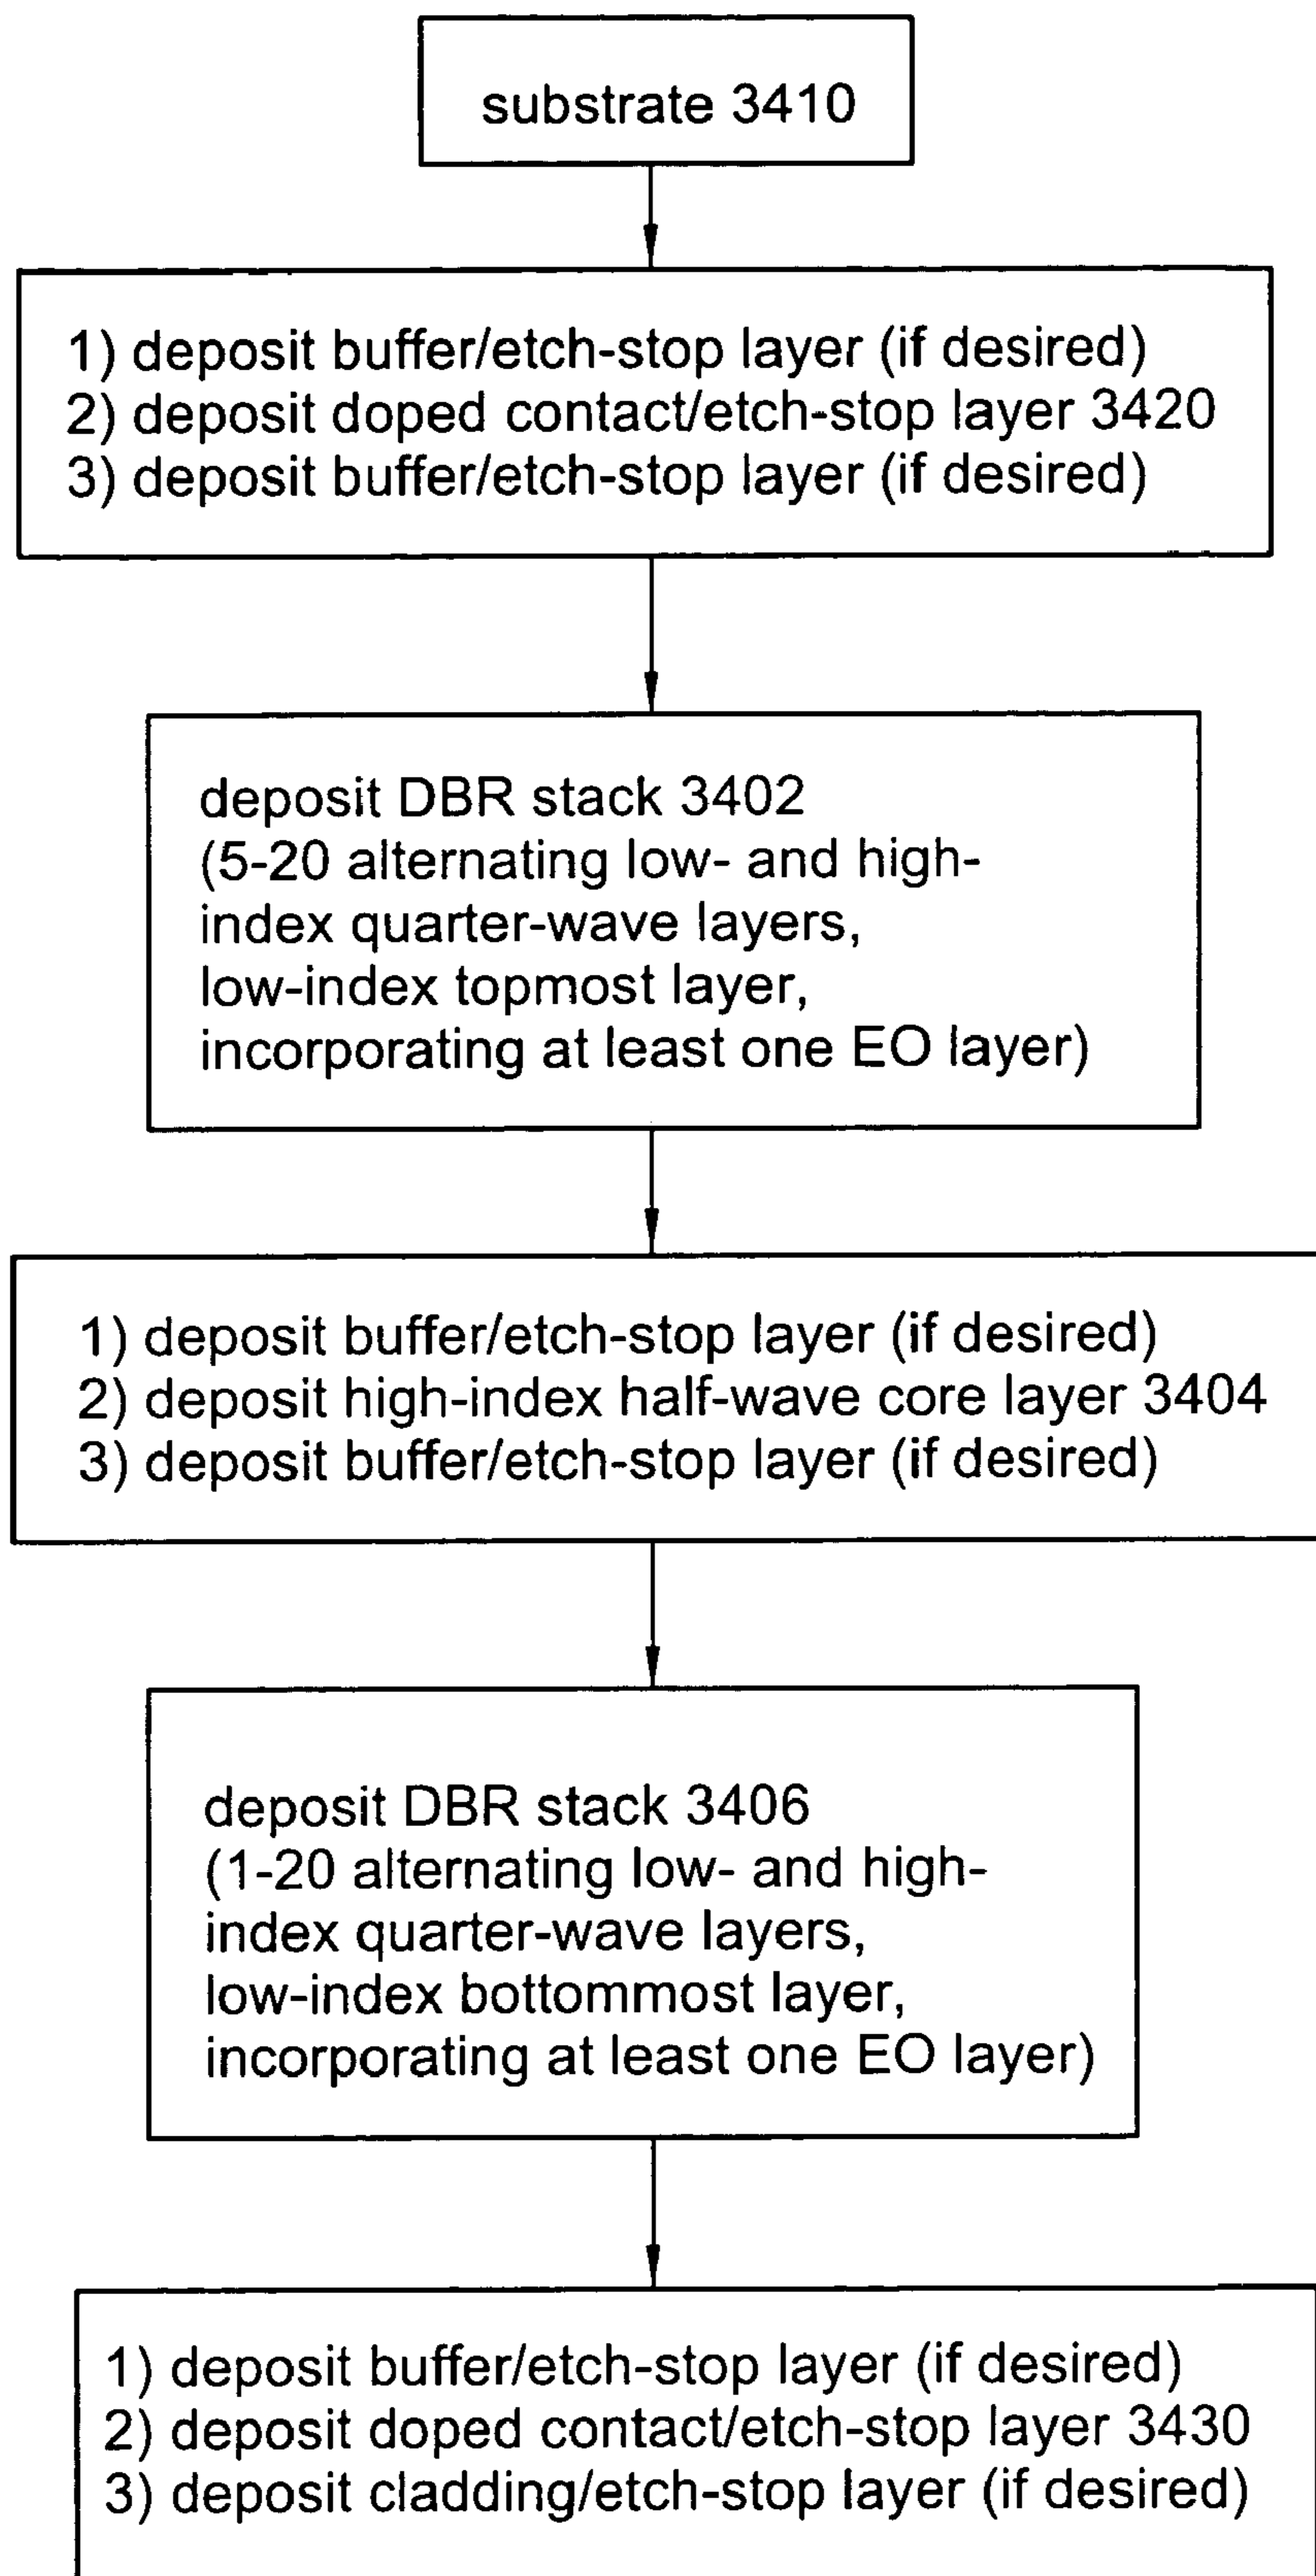 substrate 3410
1) deposit buffer/etch-stop layer (if desired)
2) deposit doped contact/etch-stop layer 3420
3) deposit buffer/etch-stop layer (if desired)
deposit DBR stack 3402
(5-20 alternating low- and high-
index quarter-wave layers,
low-index topmost layer,
incorporating at least one EO layer)
1) deposit buffer/etch-stop layer (if desired)
2) deposit high-index half-wave core layer 3404
3) deposit buffer/etch-stop layer (if desired)
deposit DBR stack 3406
(1-20 alternating low- and high-
index quarter-wave layers,
low-index bottommost layer,
incorporating at least one EO layer)
1) deposit buffer/etch-stop layer (if desired)
2) deposit doped contact/etch-stop layer 3430
3) deposit cladding/etch-stop layer (if desired)